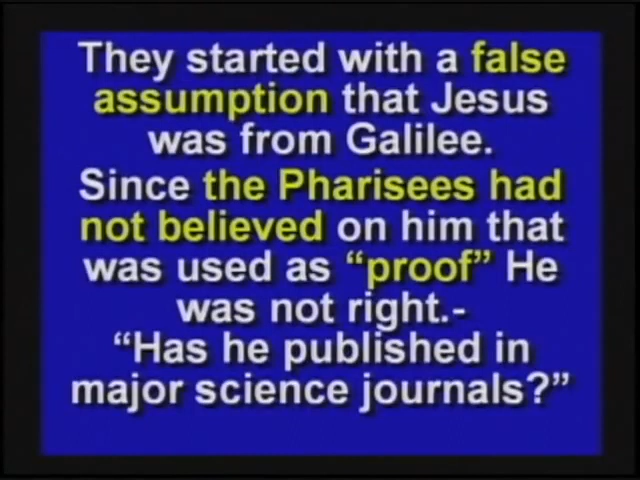 They started with a false
assumption that Jesus
was from Galilee.
Since the Pharisees had
not believed on him that
was used as “proof” He
was not right.-
“Has he published in
major science journals?”